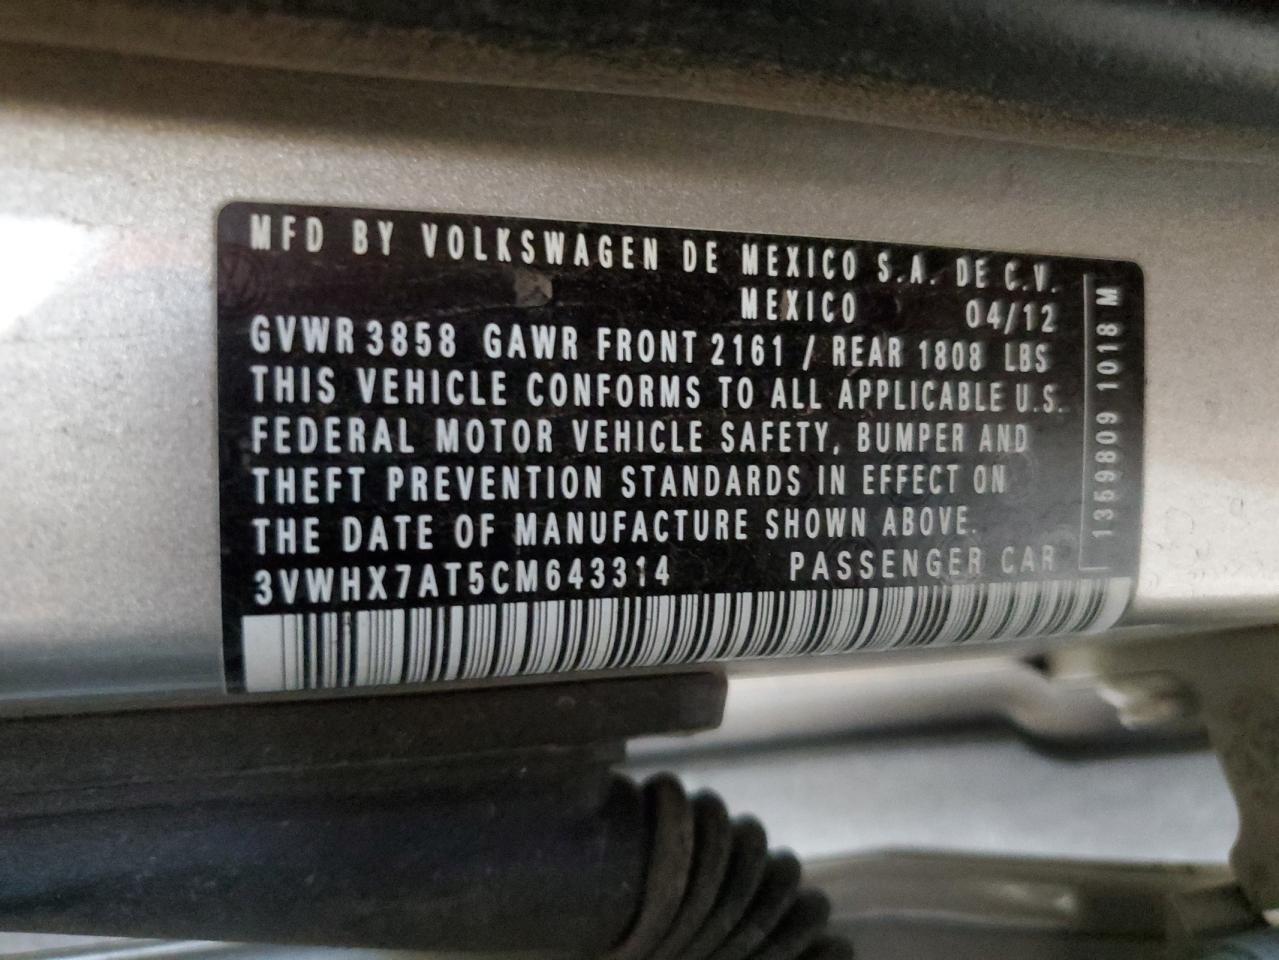 MFD BY VOLKSWAGEN DE MEXICO S.A. DE C.V.
MEXICO 04/12
GVWR 3858 GAWR FRONT 2161 / REAR 1808 LBS
THIS VEHICLE CONFORMS TO ALL APPLICABLE U.S.
FEDERAL MOTOR VEHICLE SAFETY, BUMPER AND
THEFT PREVENTION STANDARDS IN EFFECT ON
THE DATE OF MANUFACTURE SHOWN ABOVE.
3VWHX7AT5CM643314 PASSENGER CAR
1359809 1018 M